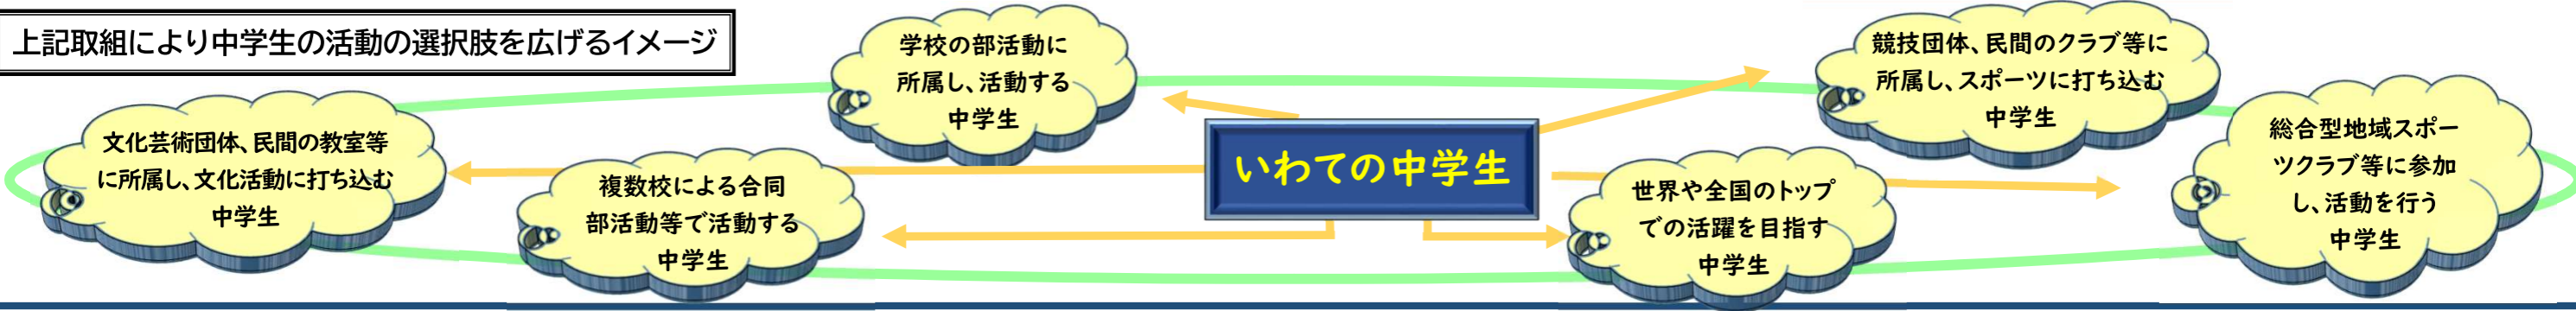 上記取組により中学生の活動の選択肢を広げるイメージ
学校の部活動に
所属し、活動する
中学生
競技団体、民間のクラブ等に
所属し、スポーツに打ち込む
中学生
文化芸術団体、民間の教室等
に所属し、文化活動に打ち込む
中学生
複数校による合同
部活動等で活動する
中学生
いわての中学生
世界や全国のトップ
での活躍を目指す
中学生
総合型地域スポー
ツクラブ等に参加
し、活動を行う
中学生